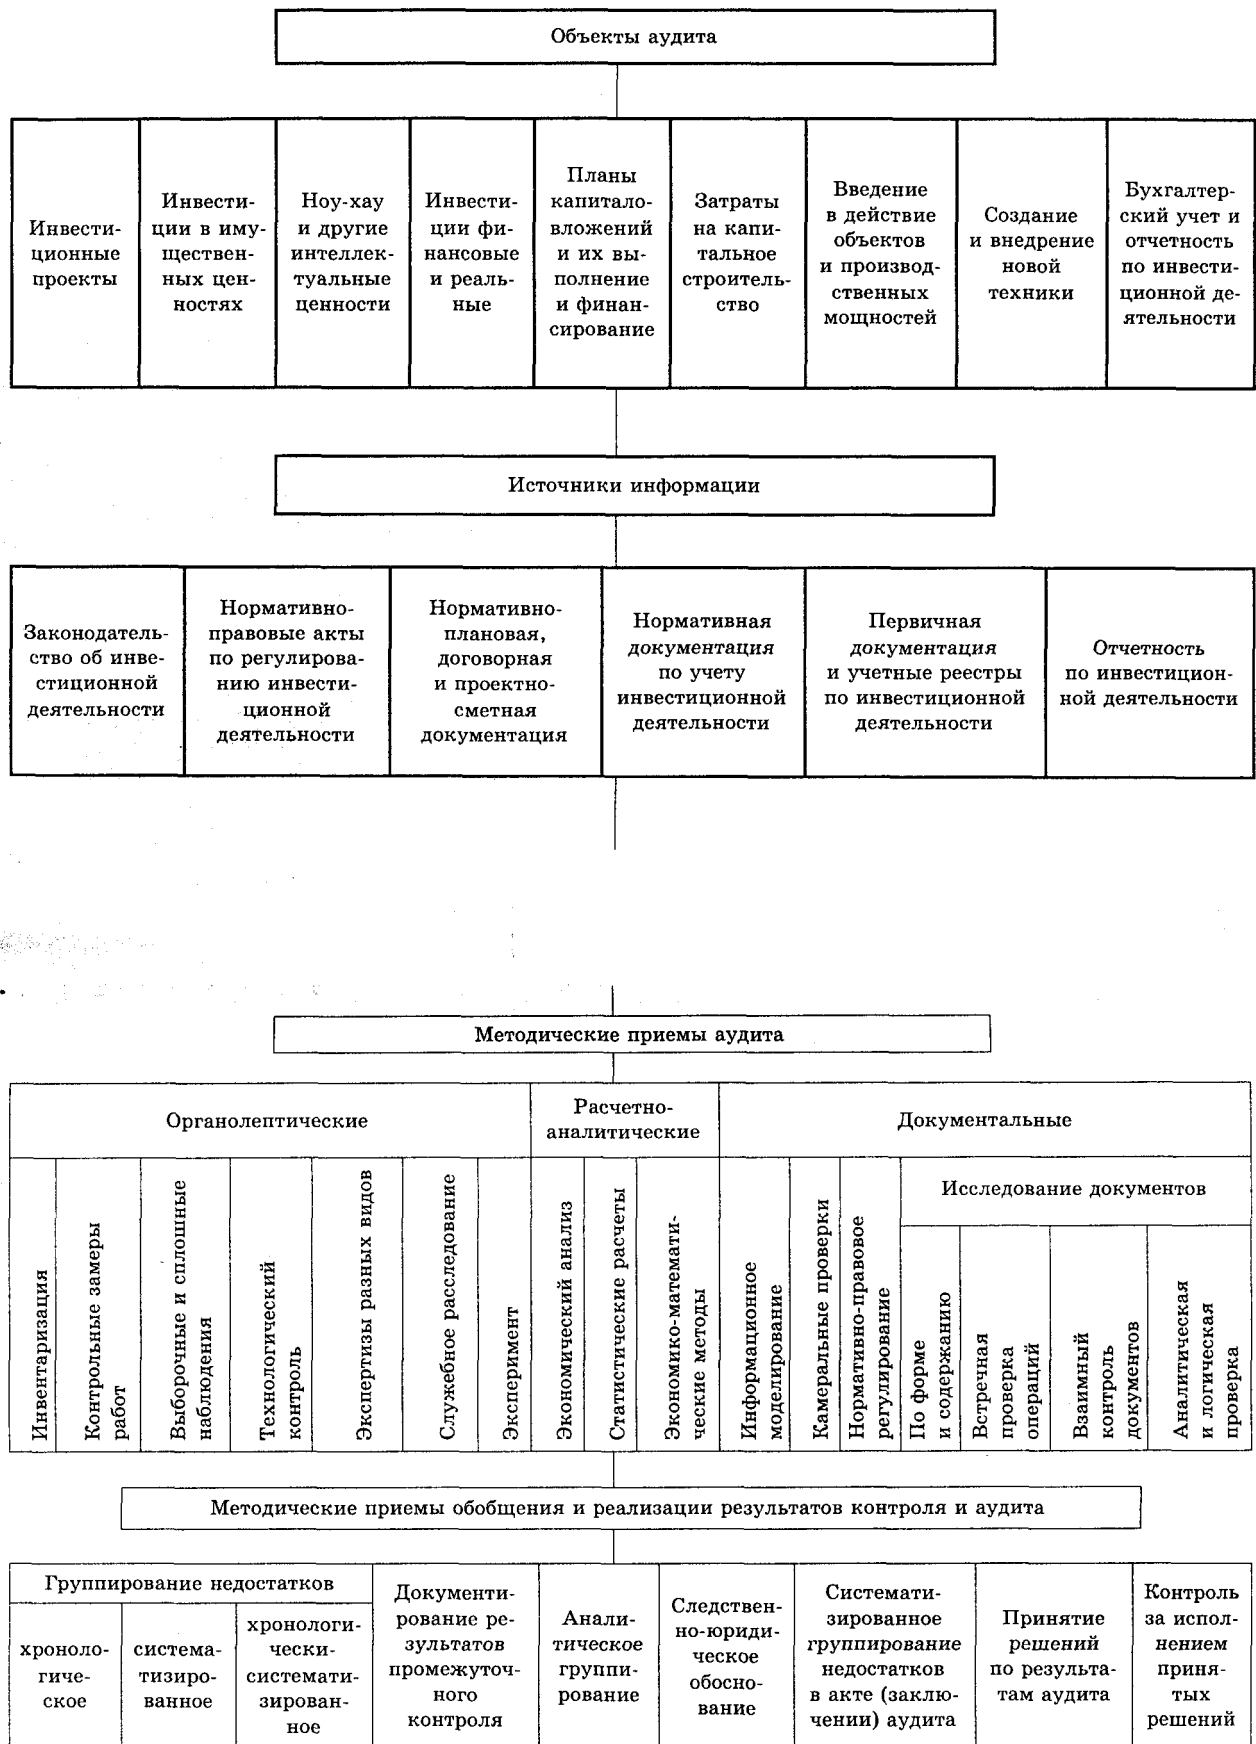 Объекты аудита
Инвести-
ционные
проекты
Инвести-
ции в иму-
ществен-
ных цен-
ностях
Ноу-хау
и другие
интеллек-
туальные
ценности
Инвести-
ции фи-
нансовые
и реаль-
ные
Планы
капитало-
вложений
и их вы-
полнение
и финан-
сирование
Затраты
на капи-
тальное
строитель-
ство
Введение
в действие
объектов
и производ-
ственных
мощностей
Создание
и внедрение
новой
техники
Бухгалтер-
ский учет и
отчетность
по инвести-
ционной де-
ятельности
Источники информации
Законодатель-
ство об инве-
стиционной
деятельности
Нормативно-
правовые акты
по регулирова-
нию инвести-
ционной
деятельности
Нормативно-
плановая,
договорная
и проектно-
сметная
документация
Нормативная
документация
по учету
инвестиционной
деятельности
Первичная
документация
и учетные реестры
по инвестиционной
деятельности
Отчетность
по инвестицион-
ной деятельности
Методические приемы аудита
Органолептические
Расчетно-
аналитические
Документальные
Инвентаризация
Контрольные замеры
работ
Выборочные и сплошные
наблюдения
Технологический
контроль
Экспертизы разных видов
Служебное расследование
Эксперимент
Экономический анализ
Статистические расчеты
Экономико-математи-
ческие методы
Информационное
моделирование
Камеральные проверки
Нормативно-правовое
регулирование
Исследование документов
По форме
и содержанию
Встречная
проверка
операций
Взаимный
контроль
документов
Аналитическая
и логическая
проверка
Методические приемы обобщения и реализации результатов контроля и аудита
Группирование недостатков
хроноло-
гиче-
ское
система-
тизиро-
ванное
хронологи-
чески-
системати-
зирован-
ное
Документи-
рование ре-
зультатов
промежуточ-
ного
контроля
Анали-
тическое
группи-
рование
Следствен-
но-юриди-
ческое
обосно-
вание
Системати-
зированное
группирование
недостатков
в акте (заклю-
чении) аудита
Принятие
решений
по результа-
там аудита
Контроль
за испол-
нением
приня-
тых
решений